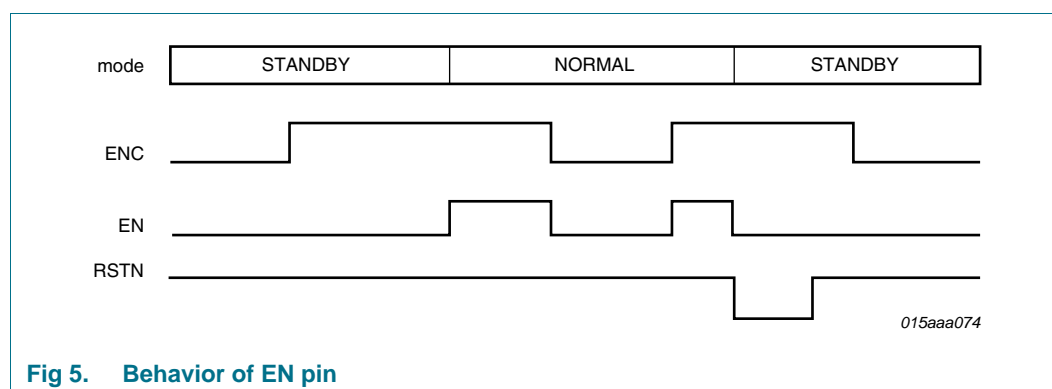 mode STANDBY NORMAL STANDBY
ENC
EN
RSTN
015aaa074
Fig 5. Behavior of EN pin